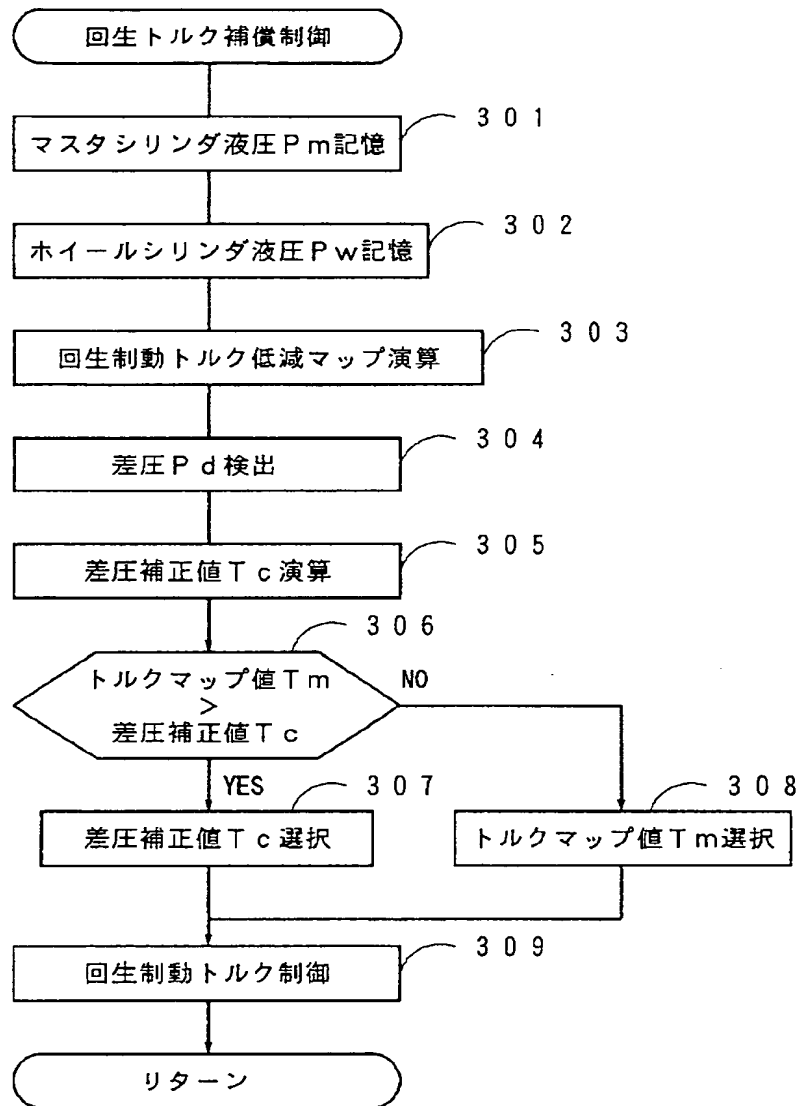 回生トルク補償制御
301
マスタシリンダ液圧Pm記憶
302
ホイールシリンダ液圧Pw記憶
303
回生制動トルク低減マップ演算
304
差圧Pd検出
305
差圧補正値Tc演算
306
トルクマップ値Tm
>
差圧補正値Tc
NO
YES
307
差圧補正値Tc選択
308
トルクマップ値Tm選択
309
回生制動トルク制御
リターン